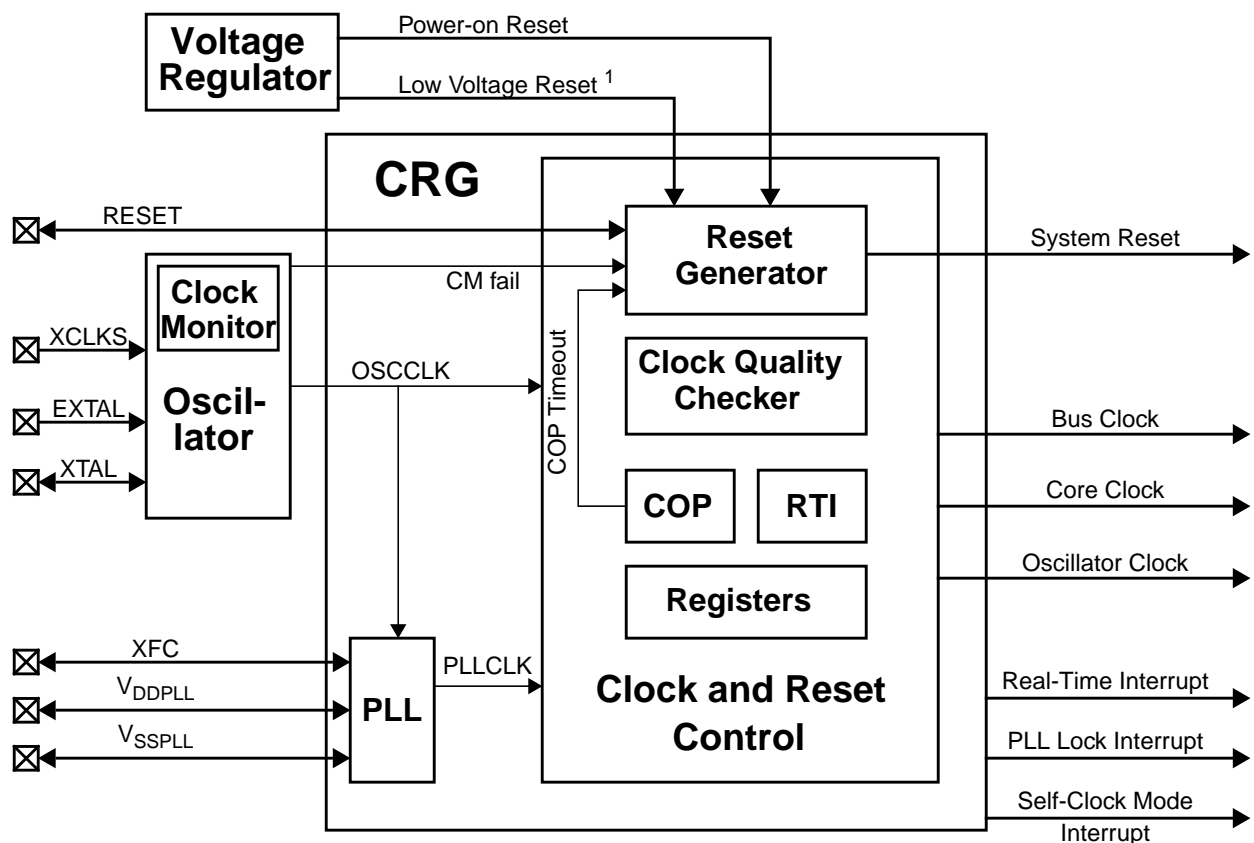 Voltage
Regulator
Power-on Reset
Low Voltage Reset 1
CRG
RESET
Reset
Generator
System Reset
CM fail
Clock
Monitor
XCLKS
OSCCLK
COP Timeout
Clock Quality
Checker
EXTAL
Oscil-
lator
Bus Clock
XTAL
COP
RTI
Core Clock
Oscillator Clock
Registers
XFC
PLLCLK
VDDPLL
PLL
VSSPLL
Clock and Reset
Control
Real-Time Interrupt
PLL Lock Interrupt
Self-Clock Mode
Interrupt